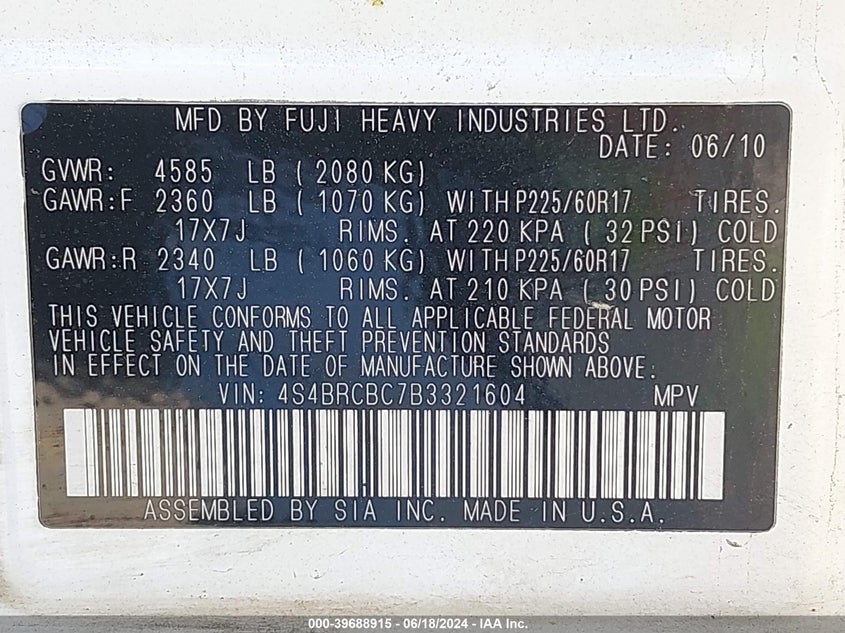 MFD BY FUJI HEAVY INDUSTRIES LTD.
DATE: 06/10
GVWR: 4585 LB ( 2080 KG)
GAWR:F 2360 LB ( 1070 KG) WITH P225/60R17 TIRES.
17X7J RIMS. AT 220 KPA ( 32 PSI) COLD
GAWR:R 2340 LB ( 1060 KG) WITH P225/60R17 TIRES.
17X7J RIMS. AT 210 KPA ( 30 PSI) COLD
THIS VEHICLE CONFORMS TO ALL APPLICABLE FEDERAL MOTOR
VEHICLE SAFETY AND THEFT PREVENTION STANDARDS
IN EFFECT ON THE DATE OF MANUFACTURE SHOWN ABOVE.
VIN: 4S4BRCBC7B3321604 MPV
ASSEMBLED BY SIA INC. MADE IN U.S.A.
000-39688915 - 06/18/2024 - IAA